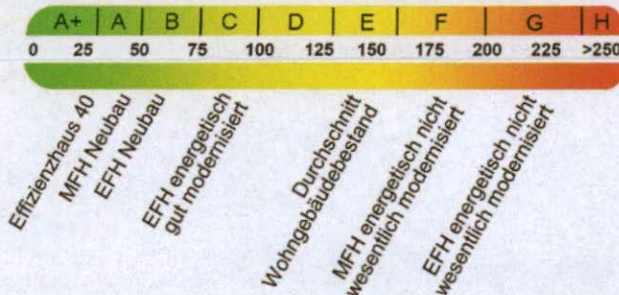 A+ A B C D E F G H
0 25 50 75 100 125 150 175 200 225 >250
Effizienzhaus 40
MFH Neubau
EFH Neubau
EFH energetisch
gut modernisiert
Durchschnitt
Wohngebäudebestand
MFH energetisch nicht
wesentlich modernisiert
EFH energetisch nicht
wesentlich modernisiert